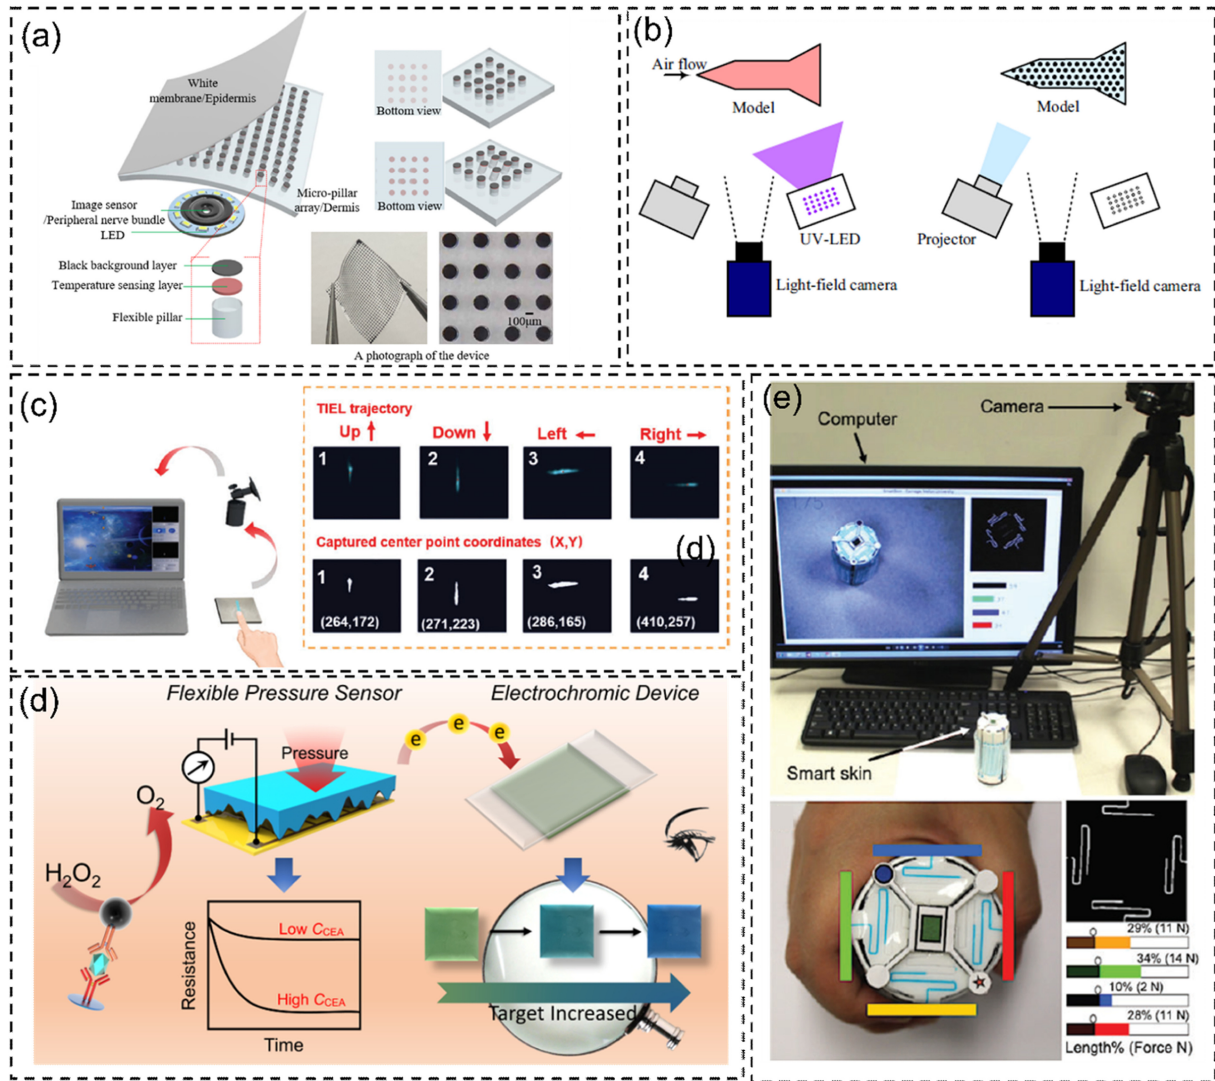 (a)
White
membrane/Epidermis
Bottom view
Bottom view
Image sensor
/Peripheral nerve bundle
LED
Micro-pillar
array/Dermis
Black background layer
Temperature sensing layer
Flexible pillar
100μm
A photograph of the device
(b)
Air flow
Model
Model
UV-LED
Projector
Light-field camera
Light-field camera
(c)
TIEL trajectory
Up
Down
Left
Right
1
2
3
4
Captured center point coordinates (X,Y)
(d)
1
2
3
4
(264,172)
(271,223)
(286,165)
(410,257)
(d)
Flexible Pressure Sensor
Electrochromic Device
Pressure
e
e
e
O2
H2O2
Resistance
Low CCEA
High CCEA
Time
Target Increased
(e)
Camera
Computer
Smart skin
29% (11 N)
34% (14 N)
10% (2 N)
28% (11 N)
Length% (Force N)